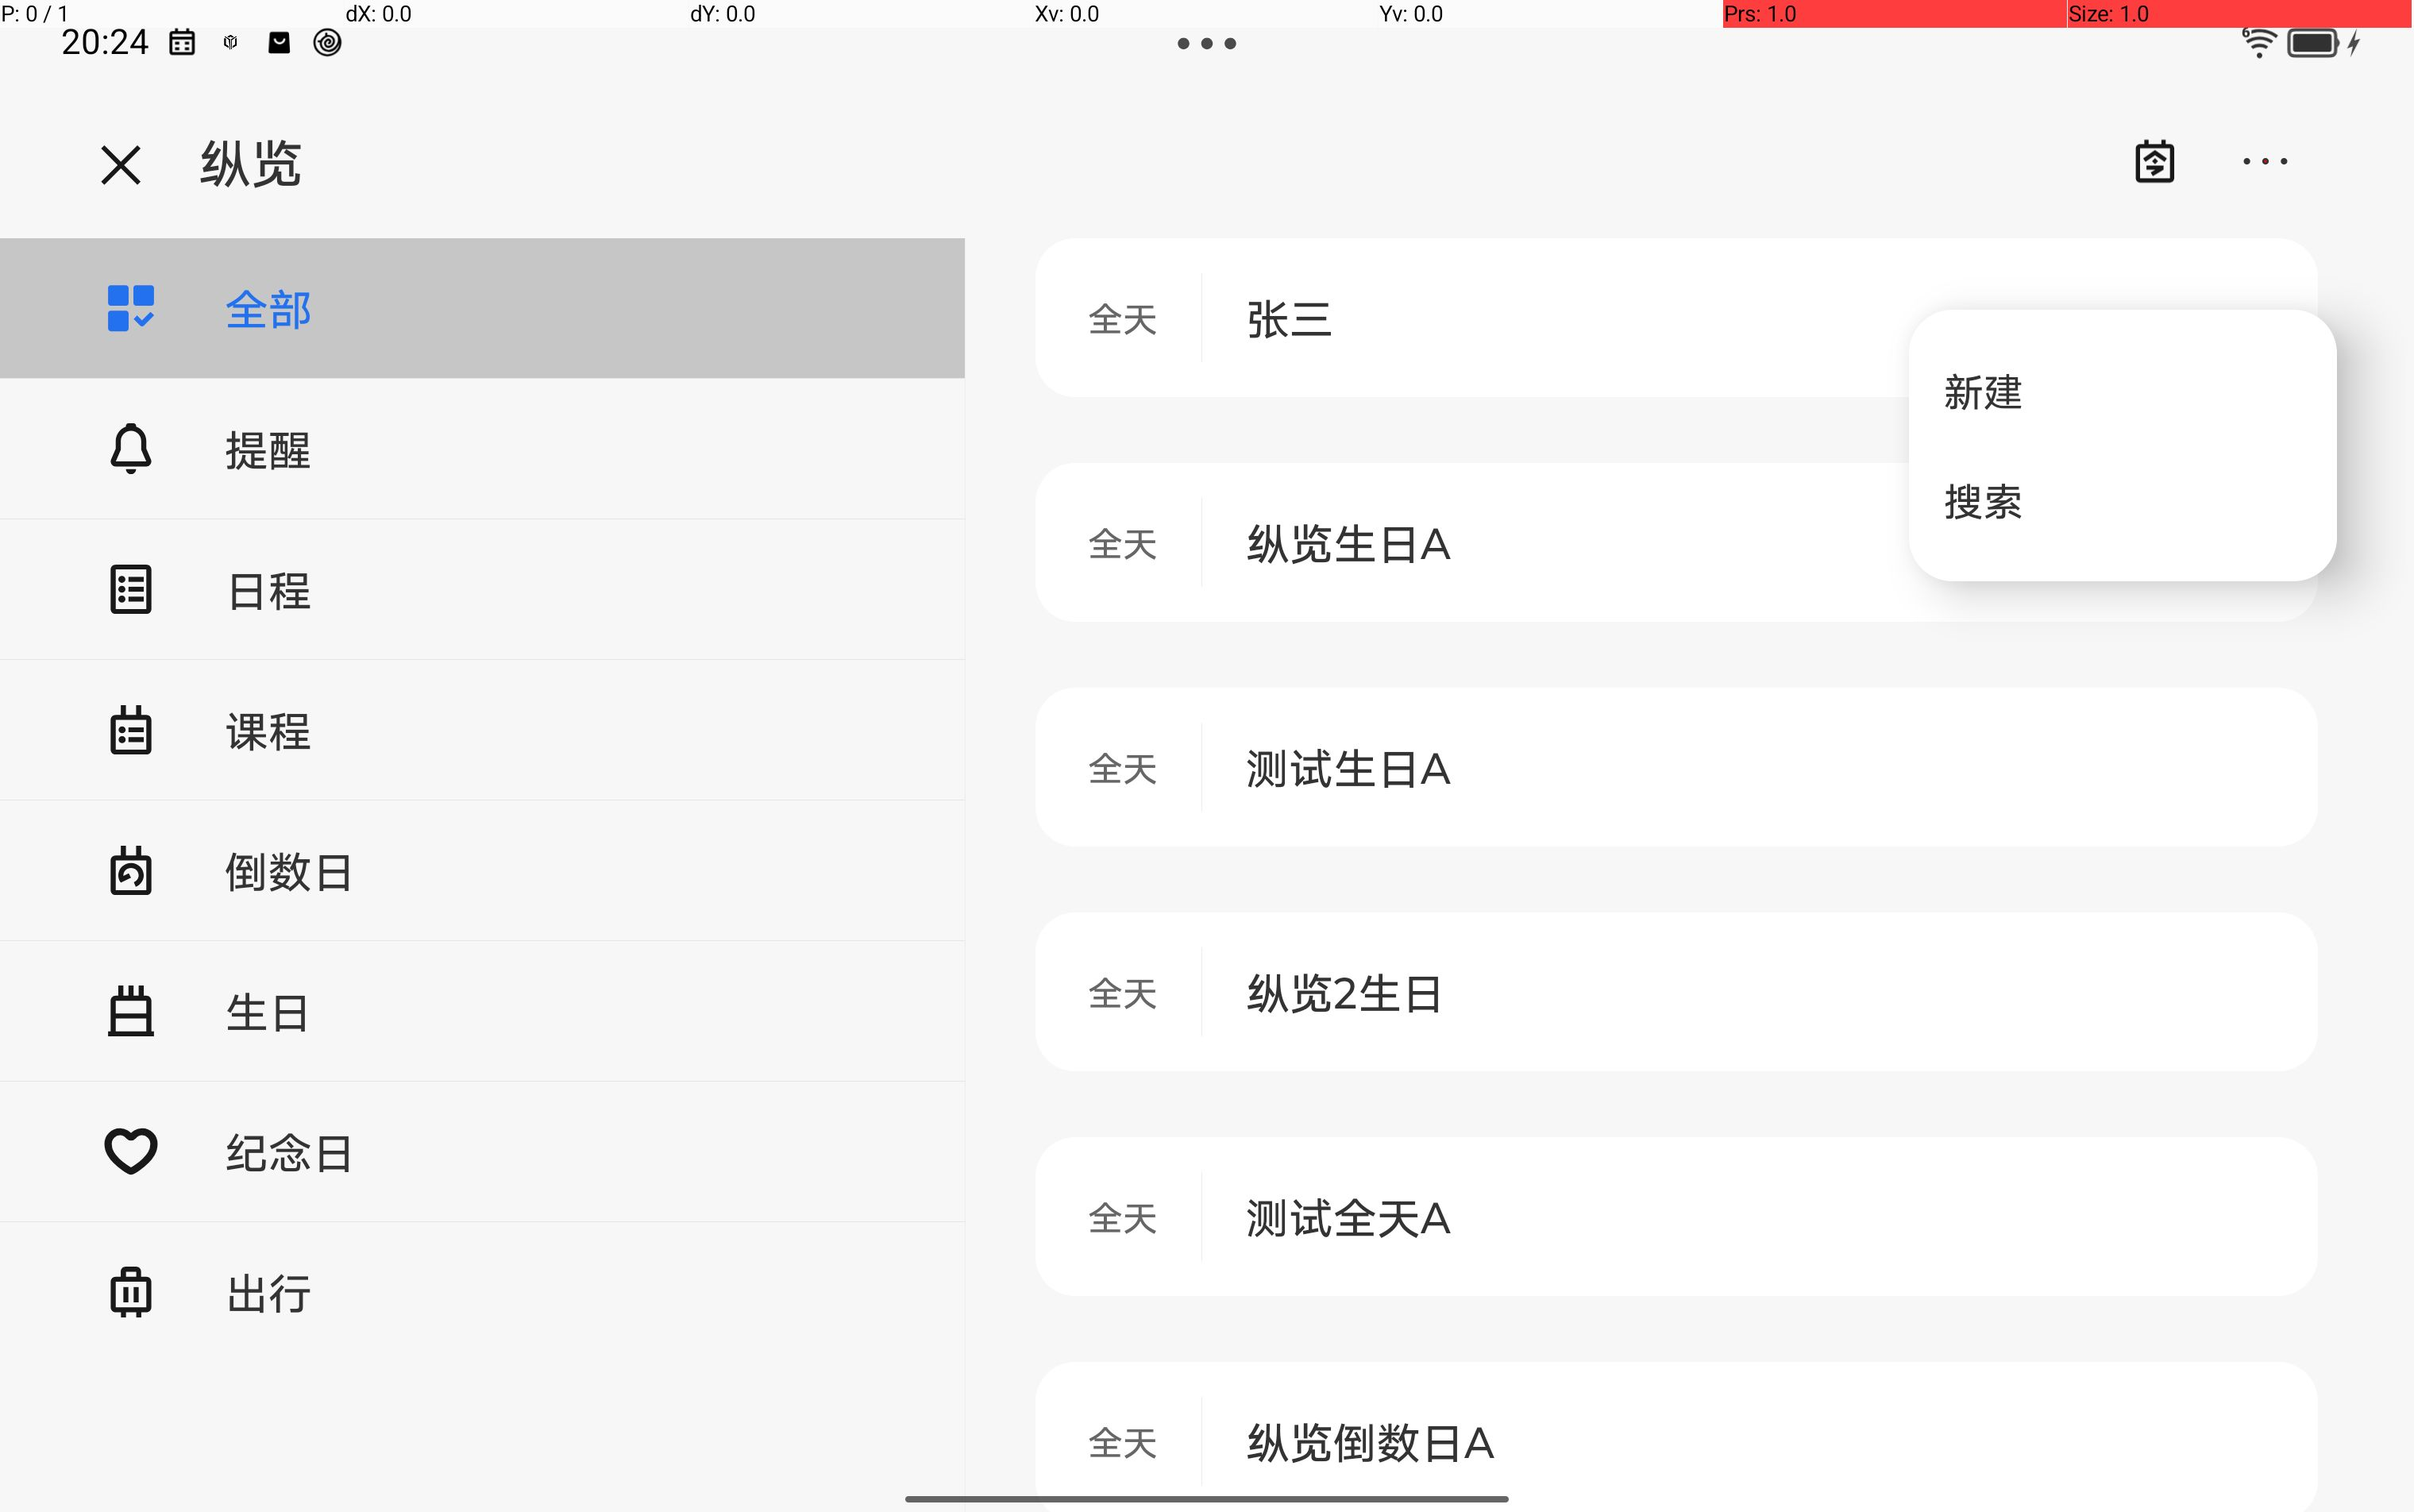 P: 0 / 1 dX: 0.0 dY: 0.0 Xv: 0.0 Yv: 0.0 Prs: 1.0 Size: 1.0
20:24
6
纵览
今
全部
提醒
日程
课程
倒数日
生日
纪念日
出行
全天 张三
全天 纵览生日A
全天 测试生日A
全天 纵览2生日
全天 测试全天A
全天 纵览倒数日A
新建
搜索